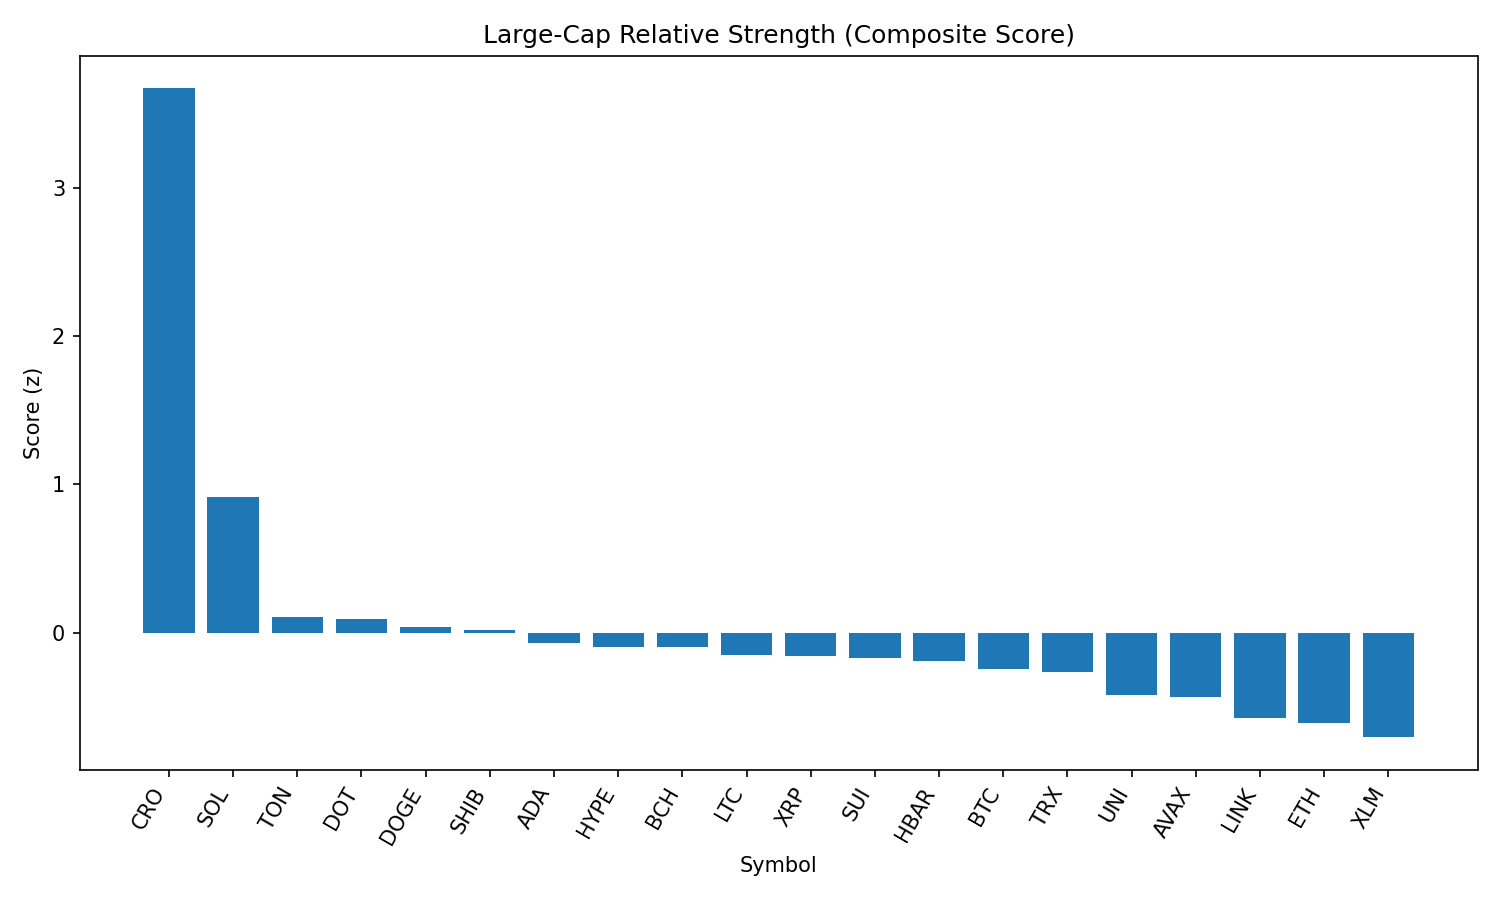 Large-Cap Relative Strength (Composite Score)
Score (z)
3
2
1
0
CRO
SOL
TON
DOT
DOGE
SHIB
ADA
HYPE
BCH
LTC
XRP
SUI
HBAR
BTC
TRX
UNI
AVAX
LINK
ETH
XLM
Symbol